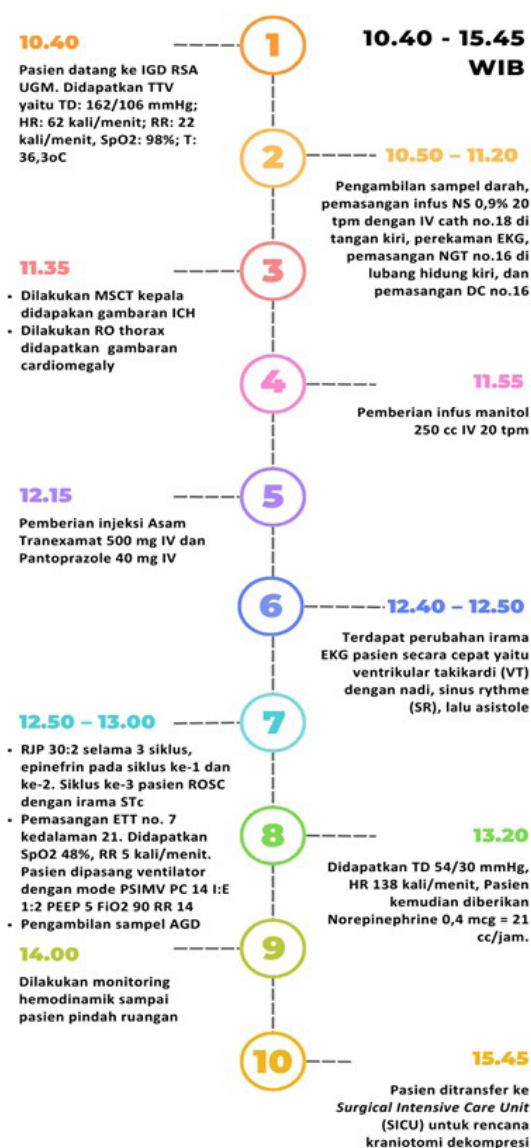 10.40
Pasien datang ke IGD RSA
UGM. Didapatkan TTV
yaitu TD: 162/106 mmHg;
HR: 62 kali/menit; RR: 22
kali/menit, SpO2: 98%; T:
36,3oC
1
10.40 - 15.45
WIB
2
10.50 – 11.20
Pengambilan sampel darah,
pemasangan infus NS 0,9% 20
tpm dengan IV cath no.18 di
tangan kiri, perekaman EKG,
pemasangan NGT no.16 di
lubang hidung kiri, dan
pemasangan DC no.16
3
11.35
• Dilakukan MSCT kepala
didapakan gambaran ICH
• Dilakukan RO thorax
didapatkan gambaran
cardiomegaly
4
11.55
Pemberian infus manitol
250 cc IV 20 tpm
5
12.15
Pemberian injeksi Asam
Tranexamat 500 mg IV dan
Pantoprazole 40 mg IV
6
12.40 – 12.50
Terdapat perubahan irama
EKG pasien secara cepat yaitu
ventrikular takikardi (VT)
dengan nadi, sinus rythme
(SR), lalu asistole
7
12.50 – 13.00
• RJP 30:2 selama 3 siklus,
epinefrin pada siklus ke-1 dan
ke-2. Siklus ke-3 pasien ROSC
dengan irama STc
• Pemasangan ETT no. 7
kedalaman 21. Didapatkan
SpO2 48%, RR 5 kali/menit.
Pasien dipasang ventilator
dengan mode PSIMV PC 14 I:E
1:2 PEEP 5 FiO2 90 RR 14
• Pengambilan sampel AGD
8
13.20
Didapatkan TD 54/30 mmHg,
HR 138 kali/menit, Pasien
kemudian diberikan
Norepinephrine 0,4 mcg = 21
cc/jam.
9
14.00
Dilakukan monitoring
hemodinamik sampai
pasien pindah ruangan
10
15.45
Pasien ditransfer ke
Surgical Intensive Care Unit
(SICU) untuk rencana
kraniotomi dekompresi